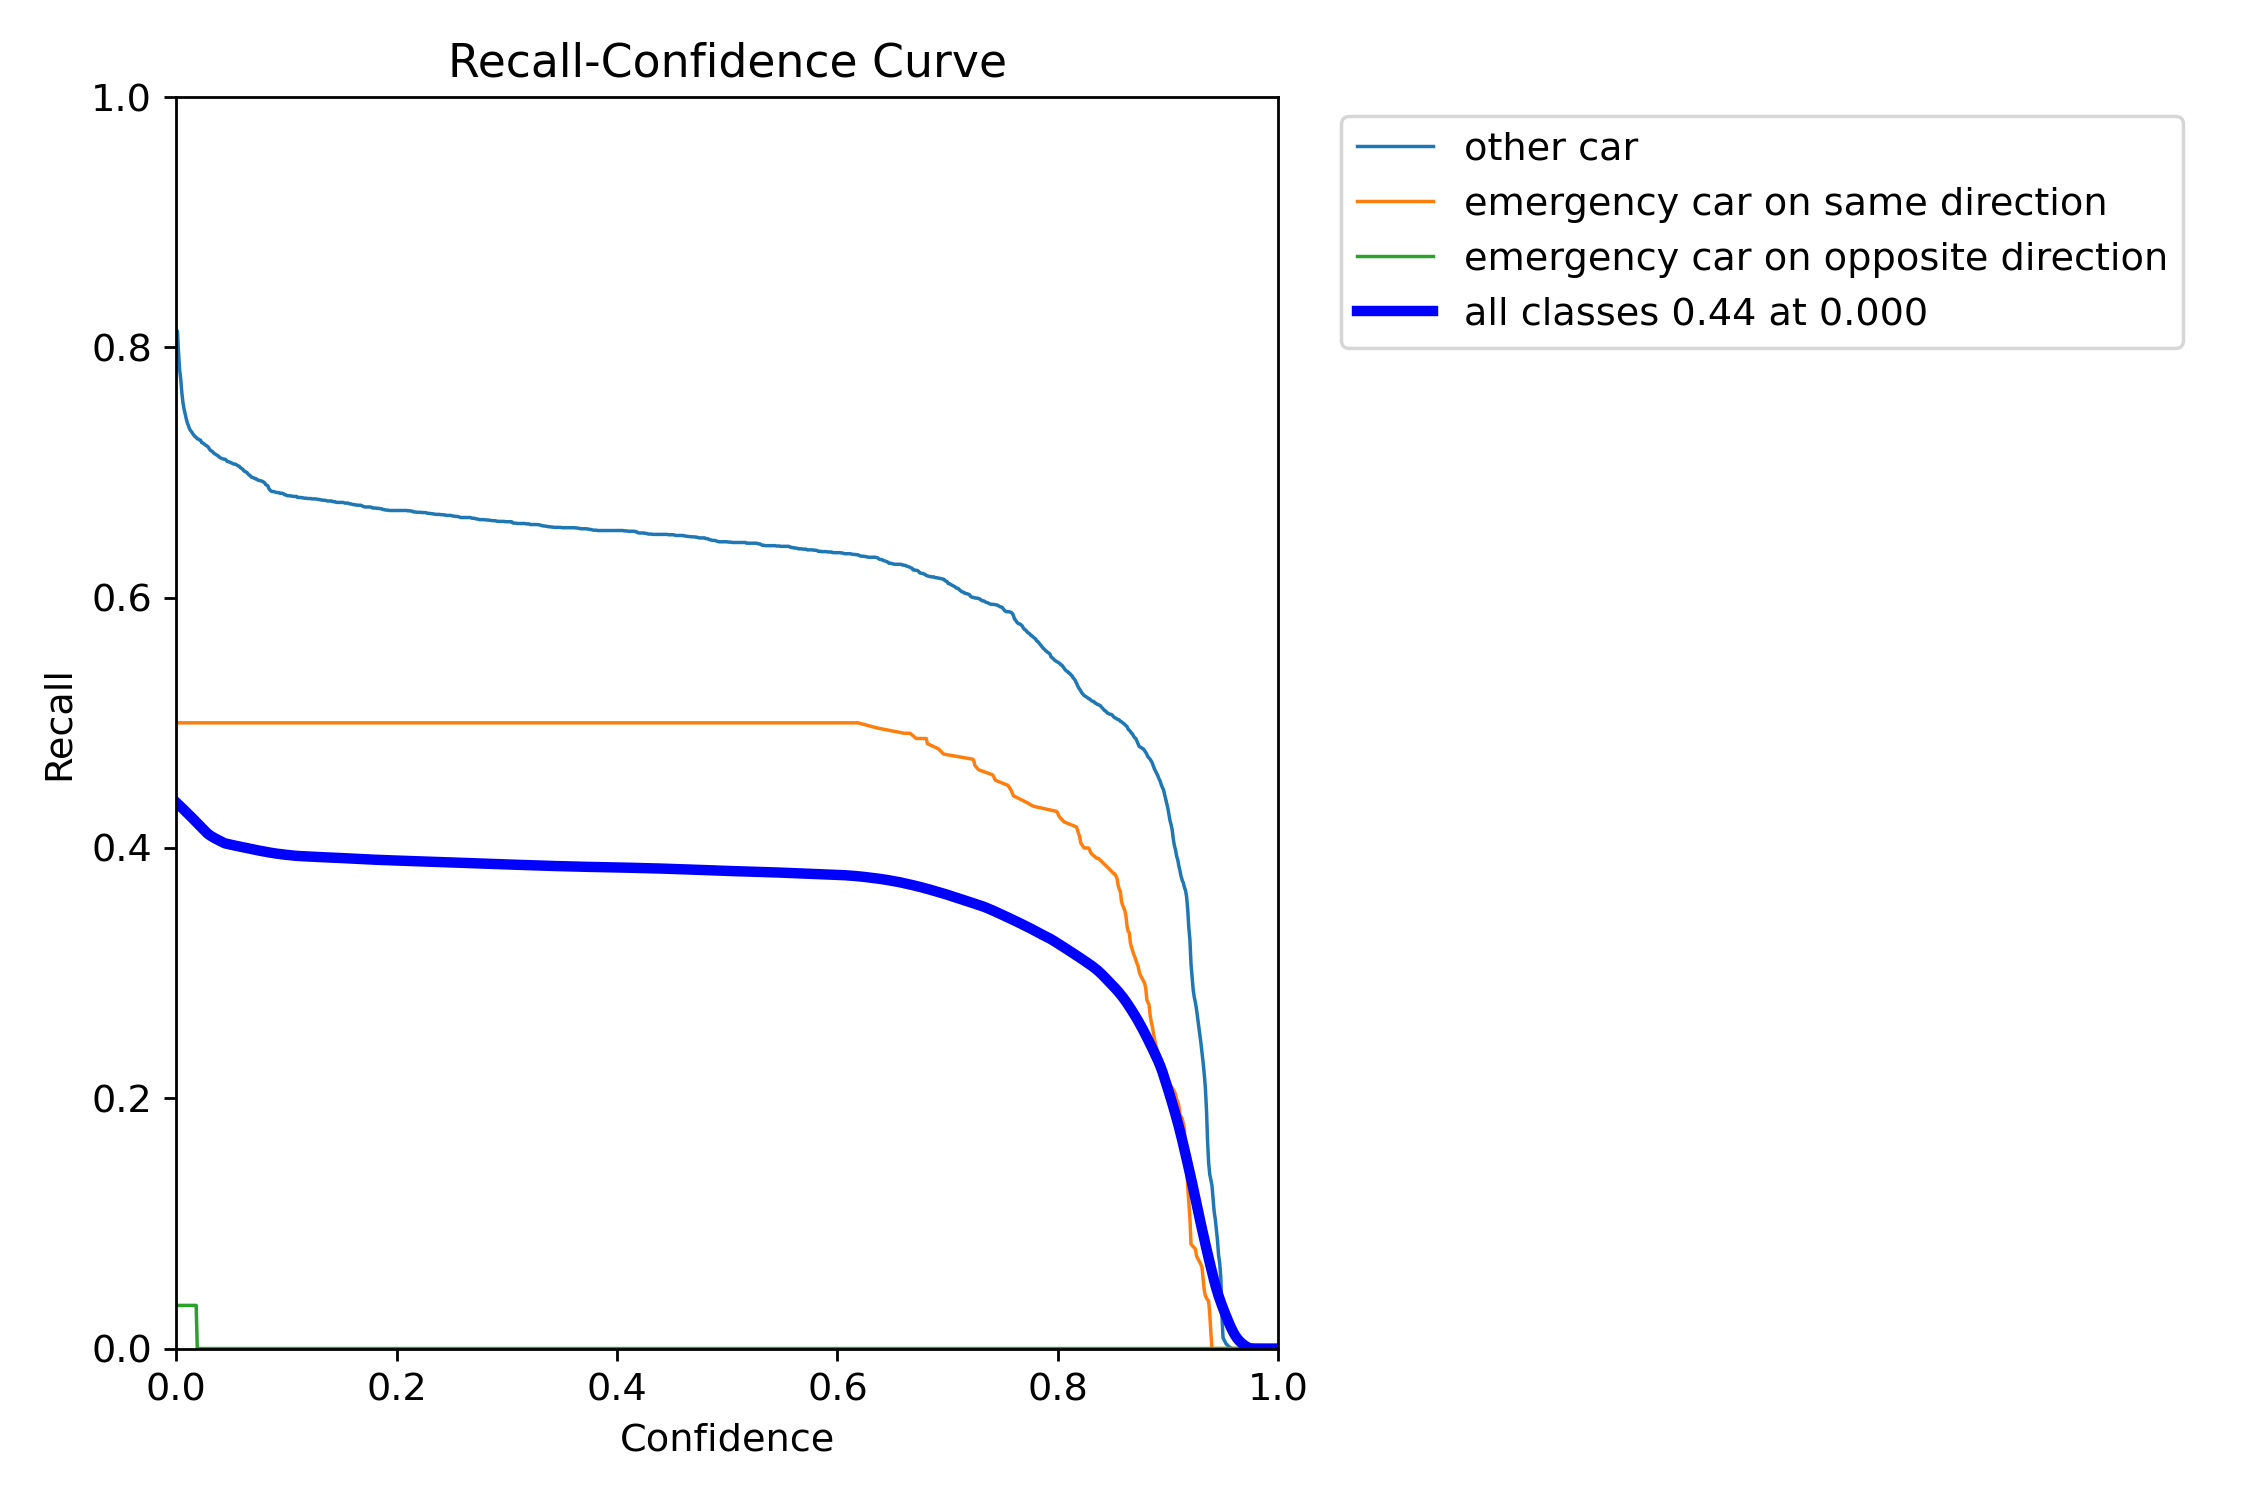 Recall-Confidence Curve
1.0
0.8
0.6
0.4
0.2
0.0
Recall
0.0 0.2 0.4 0.6 0.8 1.0
Confidence
other car
emergency car on same direction
emergency car on opposite direction
all classes 0.44 at 0.000